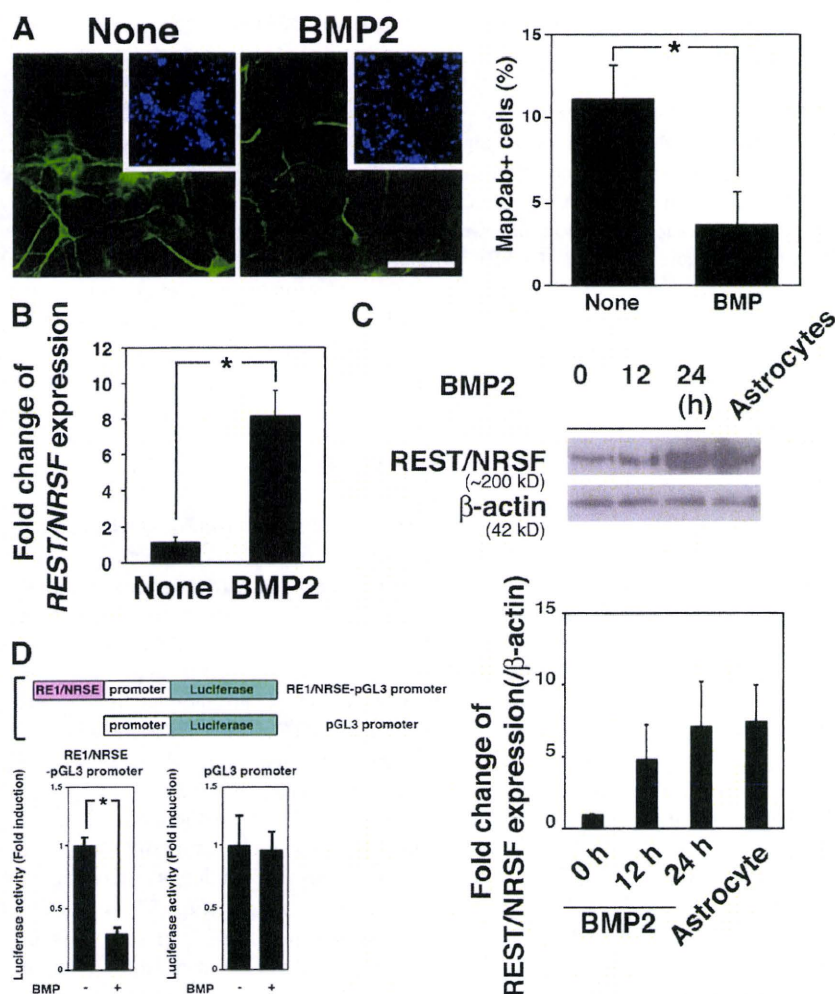 A
None
BMP2
Map2ab+ cells (%)
15
10
5
0
*
None
BMP
B
Fold change of
REST/NRSF expression
12
10
8
6
4
2
0
*
None
BMP2
C
BMP2
0
12
24
(h)
Astrocytes
REST/NRSF
(~200 kD)
β-actin
(42 kD)
Fold change of
REST/NRSF expression(/β-actin)
15
10
5
0
0 h
12 h
24 h
Astrocyte
BMP2
D
RE1/NRSE
promoter
Luciferase
RE1/NRSE-pGL3 promoter
promoter
Luciferase
pGL3 promoter
RE1/NRSE
-pGL3 promoter
Luciferase activity (Fold induction)
1.5
1
0.5
0
*
BMP
-
+
pGL3 promoter
Luciferase activity (Fold induction)
1.5
1
0.5
0
BMP
-
+